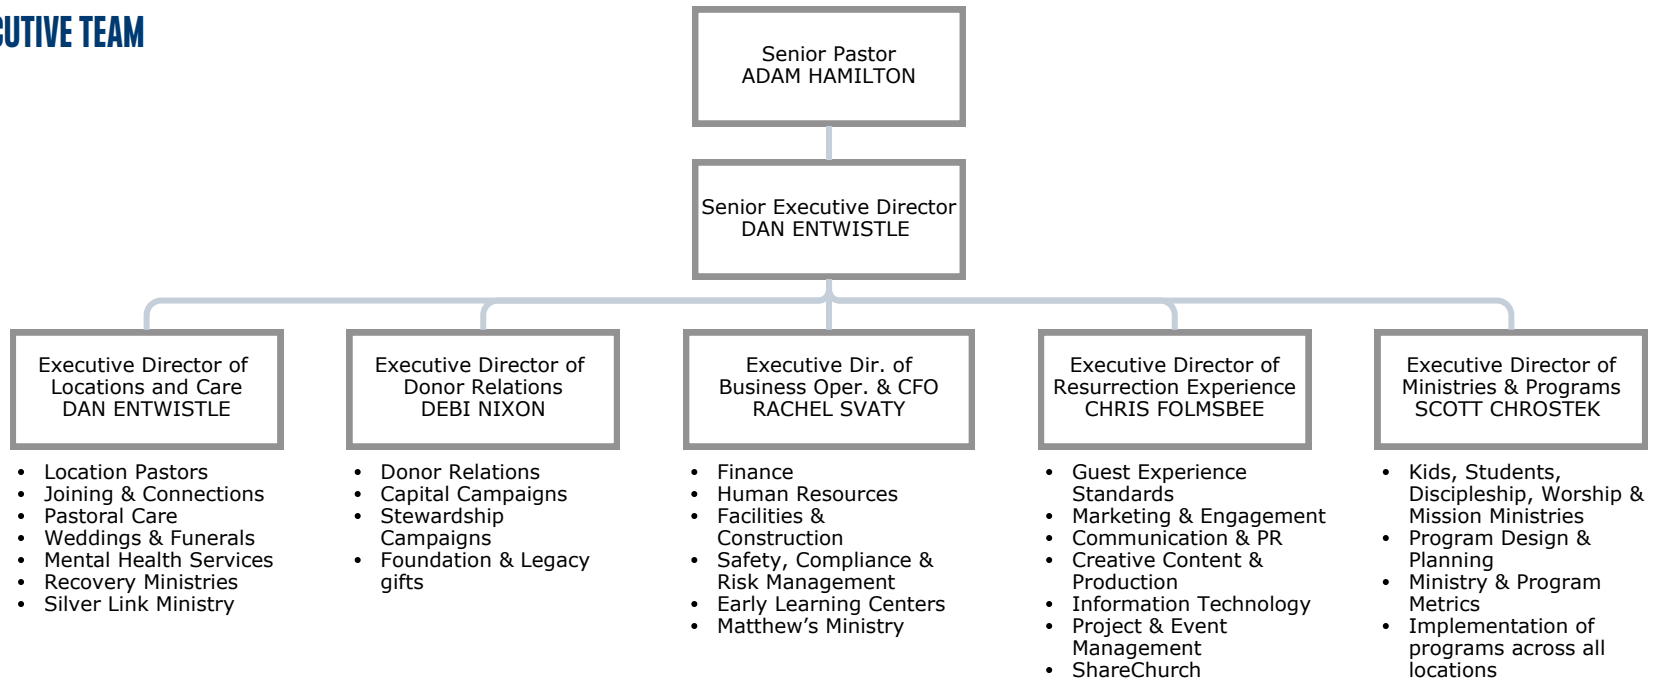 CUTIVE TEAM
Senior Pastor
ADAM HAMILTON
Senior Executive Director
DAN ENTWISTLE
Executive Director of
Locations and Care
DAN ENTWISTLE
• Location Pastors
• Joining & Connections
• Pastoral Care
• Weddings & Funerals
• Mental Health Services
• Recovery Ministries
• Silver Link Ministry
Executive Director of
Donor Relations
DEBI NIXON
• Donor Relations
• Capital Campaigns
• Stewardship
Campaigns
• Foundation & Legacy
gifts
Executive Dir. of
Business Oper. & CFO
RACHEL SVATY
• Finance
• Human Resources
• Facilities &
Construction
• Safety, Compliance &
Risk Management
• Early Learning Centers
• Matthew’s Ministry
Executive Director of
Resurrection Experience
CHRIS FOLMSBEE
• Guest Experience
Standards
• Marketing & Engagement
• Communication & PR
• Creative Content &
Production
• Information Technology
• Project & Event
Management
• ShareChurch
Executive Director of
Ministries & Programs
SCOTT CHROSTEK
• Kids, Students,
Discipleship, Worship &
Mission Ministries
• Program Design &
Planning
• Ministry & Program
Metrics
• Implementation of
programs across all
locations